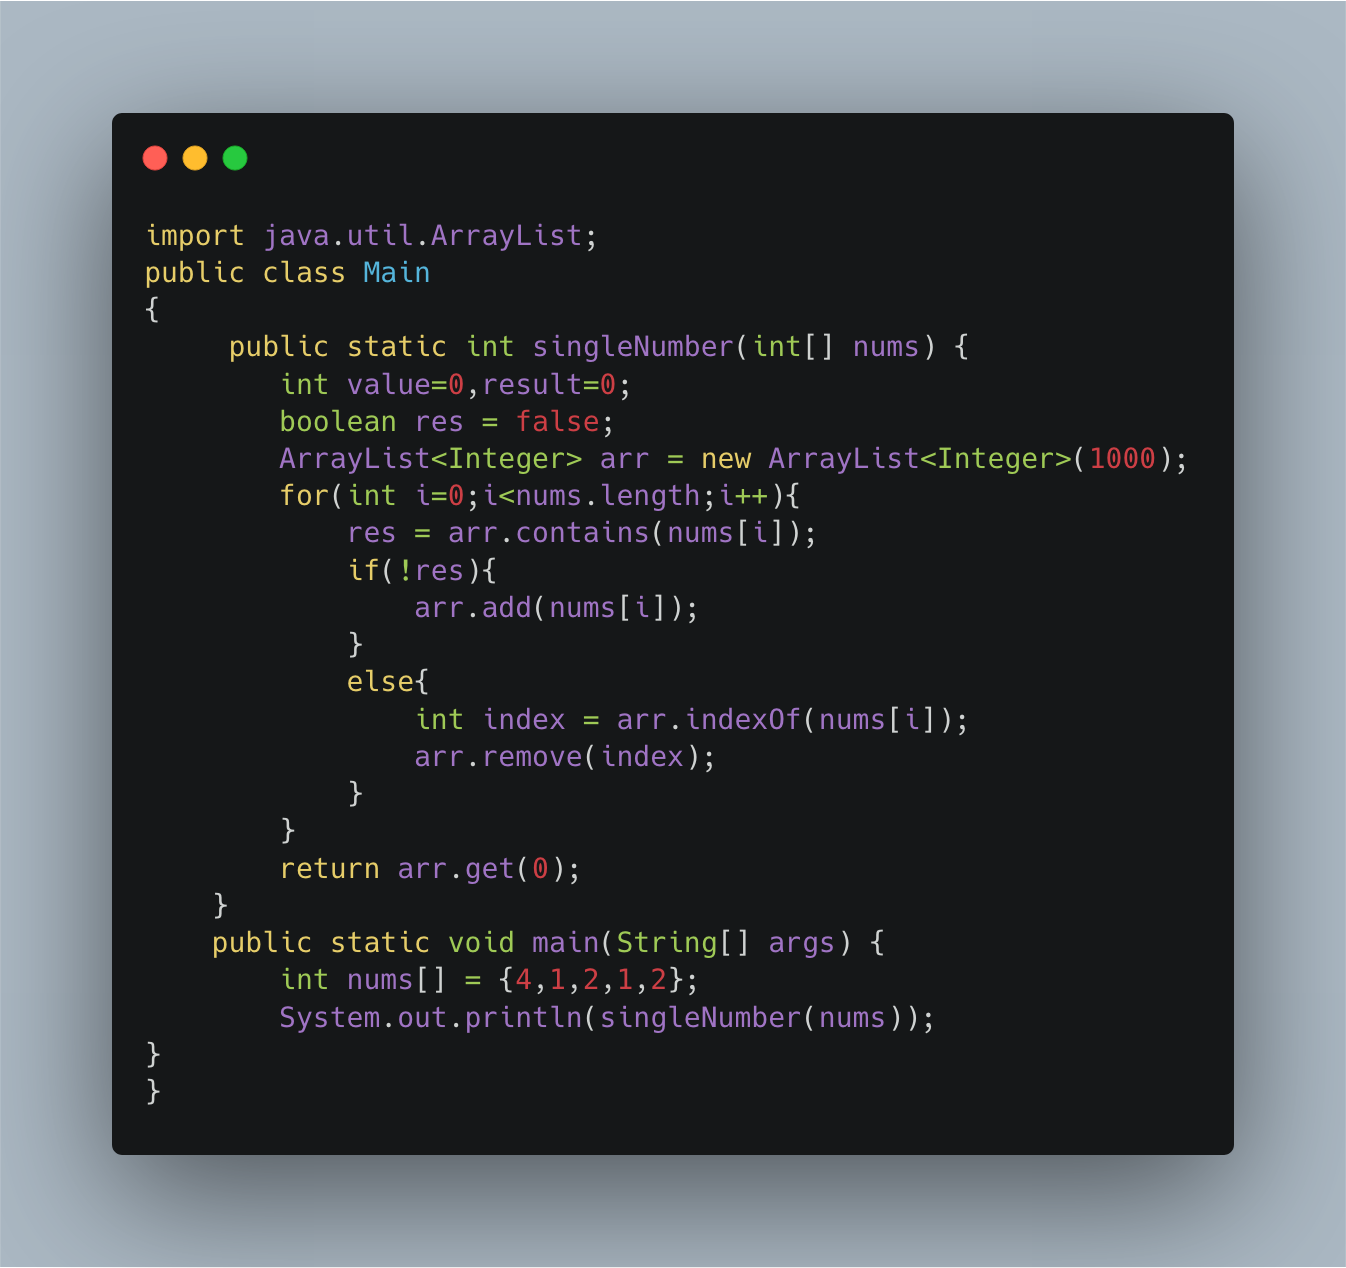 import java.util.ArrayList;
public class Main
{
     public static int singleNumber(int[] nums) {
        int value=0,result=0;
        boolean res = false;
        ArrayList<Integer> arr = new ArrayList<Integer>(1000);
        for(int i=0;i<nums.length;i++){
            res = arr.contains(nums[i]);
            if(!res){
                arr.add(nums[i]);
            }
            else{
                int index = arr.indexOf(nums[i]);
                arr.remove(index);
            }
        }
        return arr.get(0);
    }
    public static void main(String[] args) {
        int nums[] = {4,1,2,1,2};
        System.out.println(singleNumber(nums));
}
}